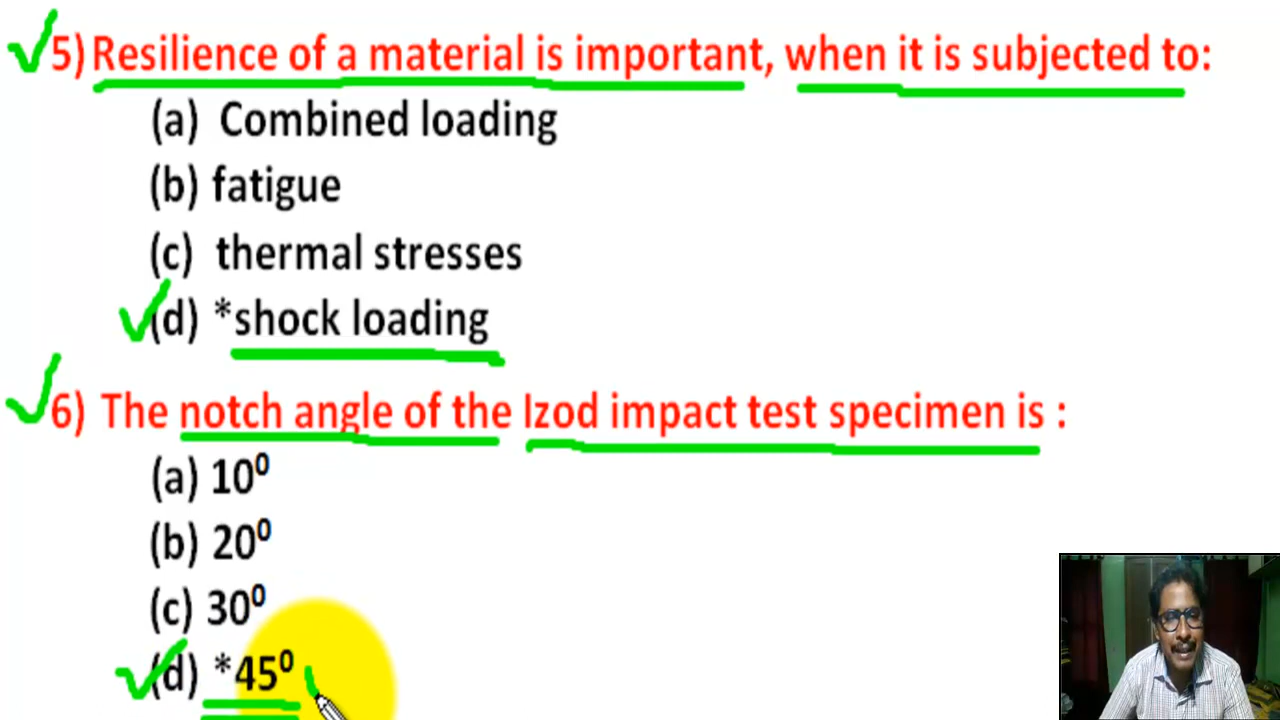 5) Resilience of a material is important, when it is subjected to:
(a) Combined loading
(b) fatigue
(c) thermal stresses
(d) *shock loading
6) The notch angle of the Izod impact test specimen is :
(a) 10⁰
(b) 20⁰
(c) 30⁰
(d) *45⁰